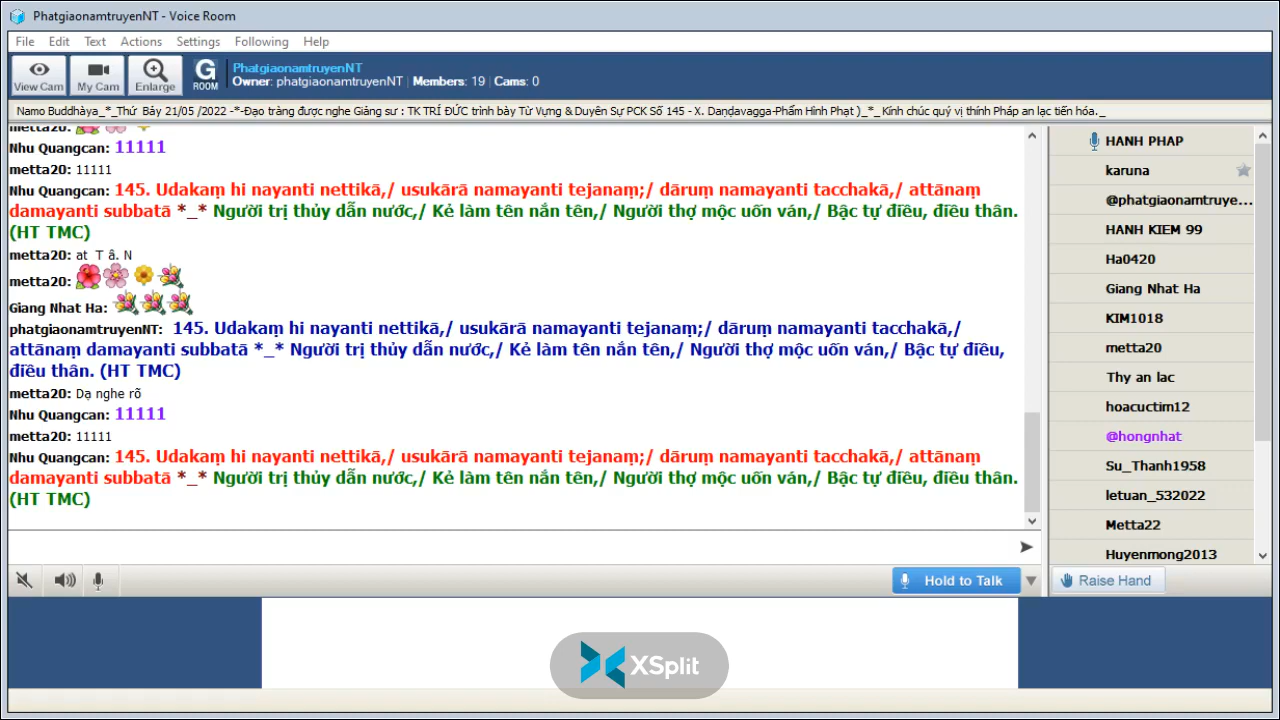 PhatgiaonamtruyenNT - Voice Room
File Edit Text Actions Settings Following Help
View Cam
My Cam
Enlarge
G ROOM
PhatgiaonamtruyenNT
Owner: phatgiaonamtruyenNT | Members: 19 | Cams: 0
Namo Buddhàya_*_Thứ Bảy 21/05 /2022 -*-Đạo tràng được nghe Giảng sư : TK TRÍ ĐỨC trình bày Từ Vựng & Duyên Sự PCK Số 145 - X. Daṇḍavagga-Phẩm Hình Phạt )_*_Kính chúc quý vị thính Pháp an lạc tiến hóa._
metta20:
Nhu Quangcan: 11111
metta20: 11111
Nhu Quangcan: 145. Udakaṃ hi nayanti nettikā,/ usukārā namayanti tejanaṃ;/ dāruṃ namayanti tacchakā,/ attānaṃ
damayanti subbatā *_* Người trị thủy dẫn nước,/ Kẻ làm tên nắn tên,/ Người thợ mộc uốn ván,/ Bậc tự điều, điều thân.
(HT TMC)
metta20: at T â. N
metta20:
Giang Nhat Ha:
phatgiaonamtruyenNT: 145. Udakaṃ hi nayanti nettikā,/ usukārā namayanti tejanaṃ;/ dāruṃ namayanti tacchakā,/
attānaṃ damayanti subbatā *_* Người trị thủy dẫn nước,/ Kẻ làm tên nắn tên,/ Người thợ mộc uốn ván,/ Bậc tự điều,
điều thân. (HT TMC)
metta20: Dạ nghe rõ
Nhu Quangcan: 11111
metta20: 11111
Nhu Quangcan: 145. Udakaṃ hi nayanti nettikā,/ usukārā namayanti tejanaṃ;/ dāruṃ namayanti tacchakā,/ attānaṃ
damayanti subbatā *_* Người trị thủy dẫn nước,/ Kẻ làm tên nắn tên,/ Người thợ mộc uốn ván,/ Bậc tự điều, điều thân.
(HT TMC)
HANH PHAP
karuna
@phatgiaonamtruye...
HANH KIEM 99
Ha0420
Giang Nhat Ha
KIM1018
metta20
Thy an lac
hoacuctim12
@hongnhat
Su_Thanh1958
letuan_532022
Metta22
Huyenmong2013
Hold to Talk
Raise Hand
XSplit